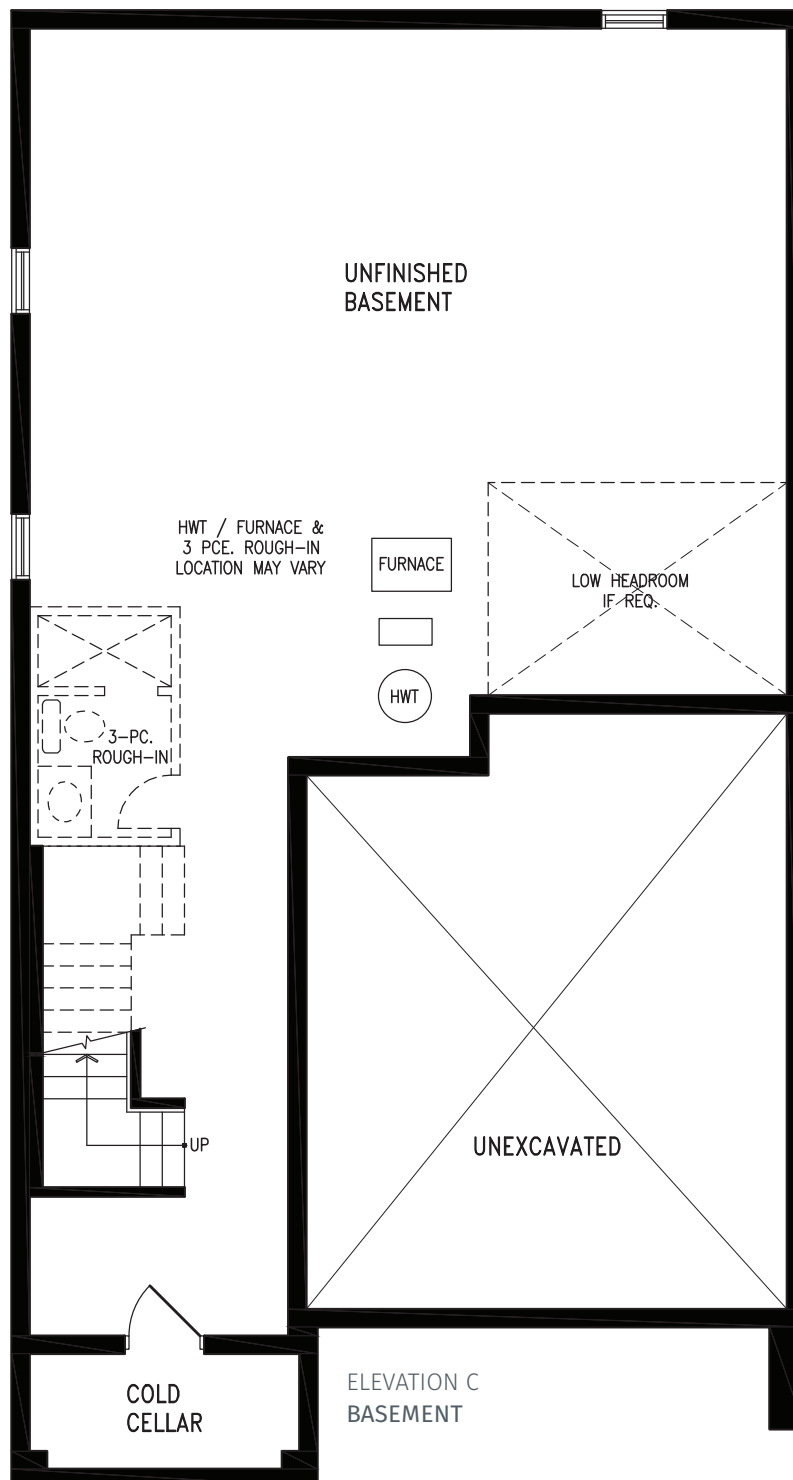 UNFINISHED
BASEMENT
HWT / FURNACE &
3 PCE. ROUGH-IN
LOCATION MAY VARY
FURNACE
LOW HEADROOM
IF REQ.
HWT
3-PC.
ROUGH-IN
UP
UNEXCAVATED
COLD
CELLAR
ELEVATION C
BASEMENT